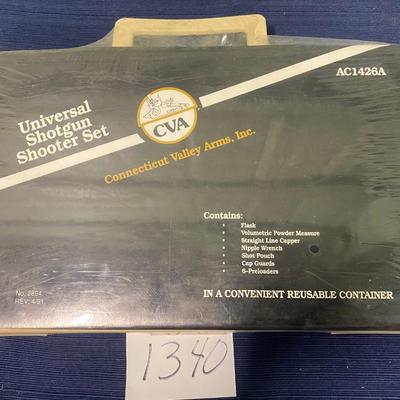 AC1426A
Universal
Shotgun
Shooter Set
CVA
Connecticut Valley Arms, Inc.
Contains:
• Flask
• Volumetric Powder Measure
• Straight Line Capper
• Nipple Wrench
• Shot Pouch
• Cap Guards
• 6-Preloaders
No. 2894
REV: 4/91
IN A CONVENIENT REUSABLE CONTAINER
1340